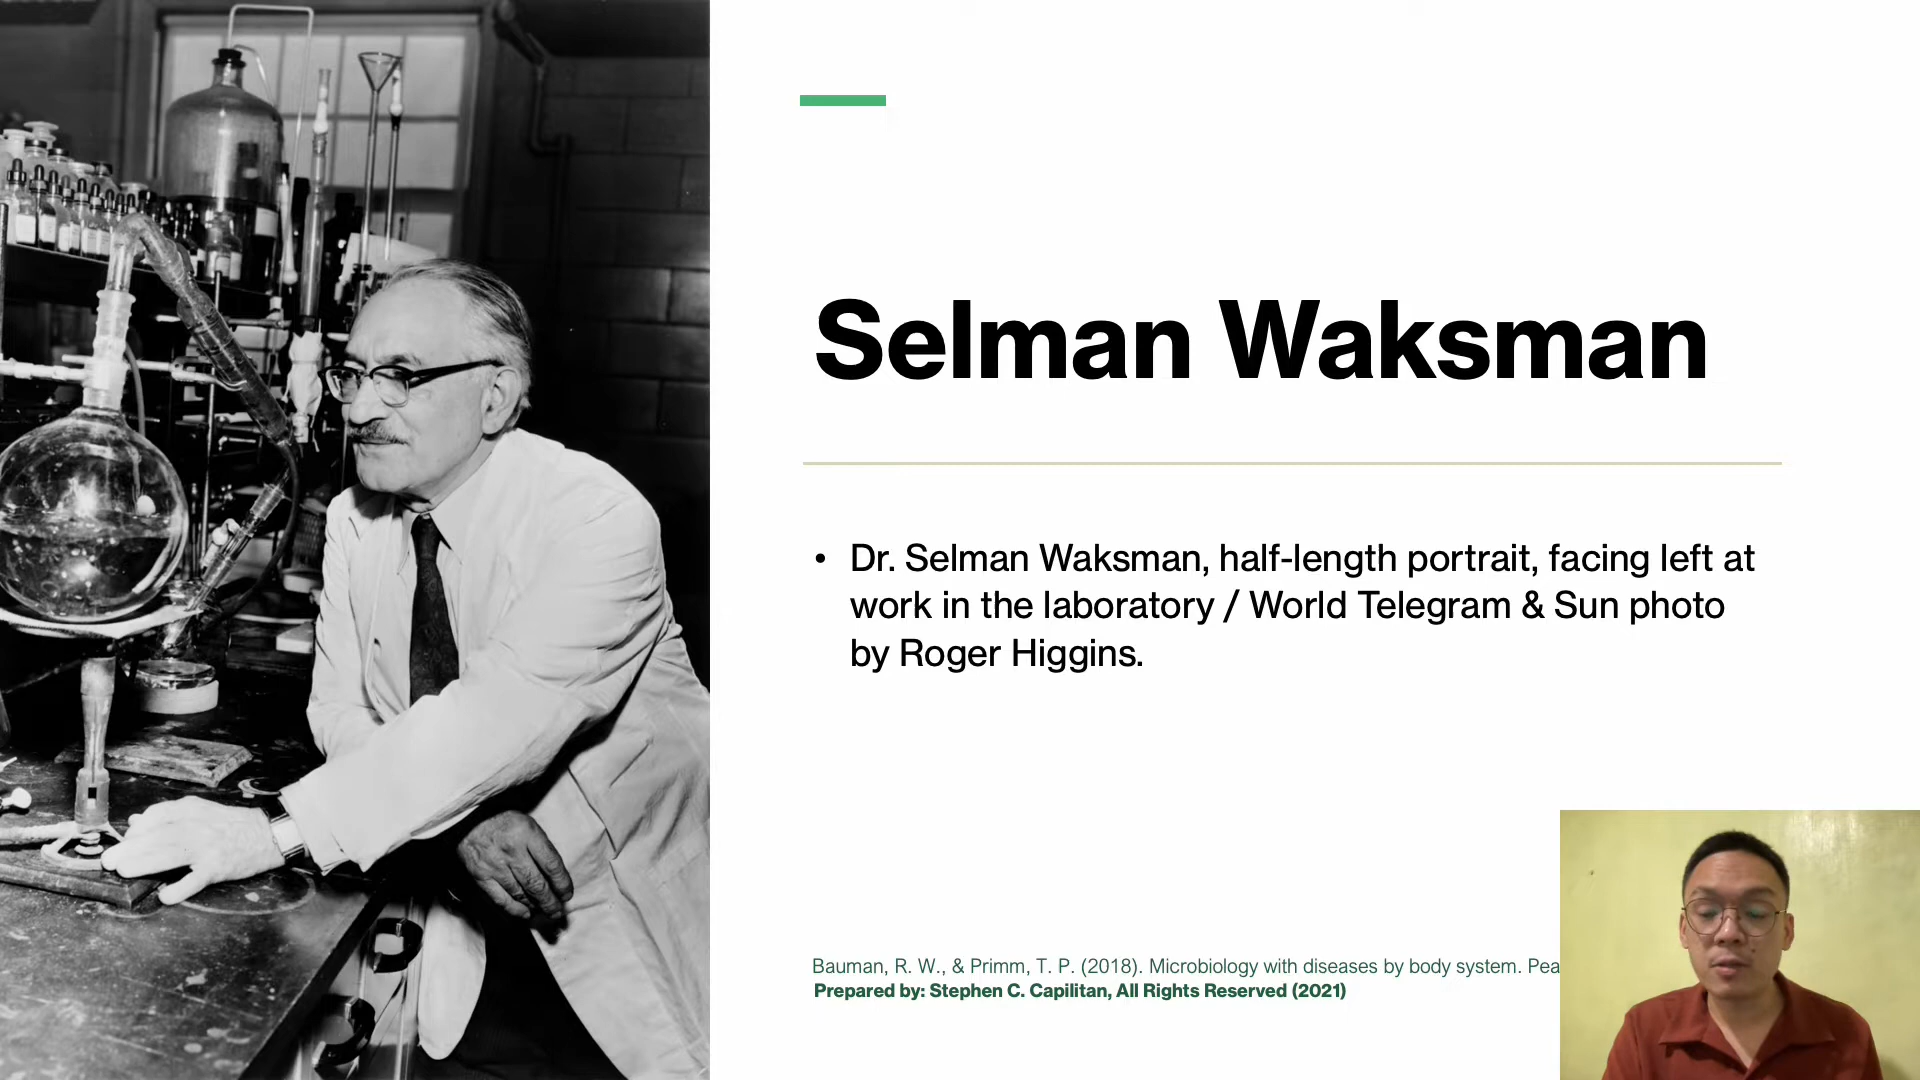 Selman Waksman
• Dr. Selman Waksman, half-length portrait, facing left at
work in the laboratory / World Telegram & Sun photo
by Roger Higgins.
Bauman, R. W., & Primm, T. P. (2018). Microbiology with diseases by body system.
Prepared by: Stephen C. Capilitan, All Rights Reserved (2021)